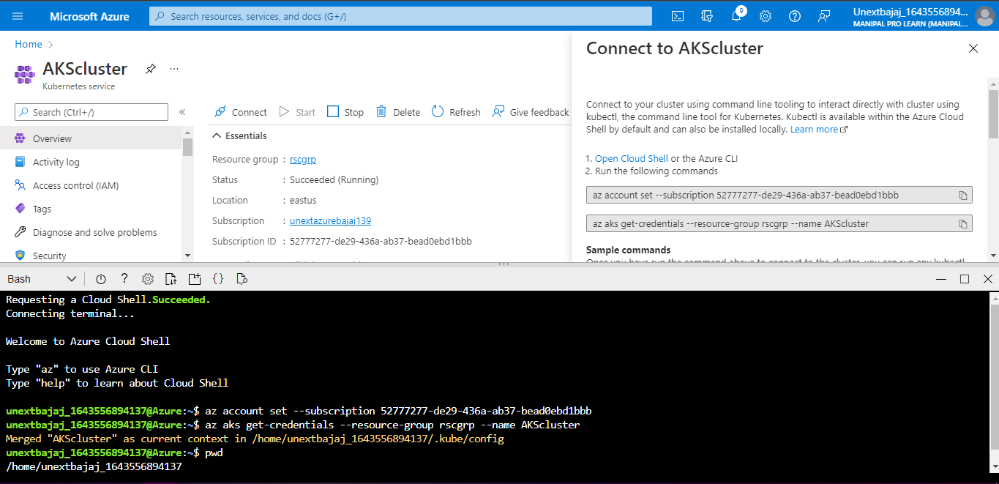 Microsoft Azure
Search resources, services, and docs (G+/)
9
Unextbajaj_1643556894...
MANIPAL PRO LEARN (MANIPAL...
Home >
AKScluster
...
Kubernetes service
Search (Ctrl+/)
«
Overview
Activity log
Access control (IAM)
Tags
Diagnose and solve problems
Security
Connect
Start
Stop
Delete
Refresh
Give feedback
Essentials
Resource group : rscgrp
Status : Succeeded (Running)
Location : eastus
Subscription : unextazurebajaj139
Subscription ID : 52777277-de29-436a-ab37-bead0ebd1bbb
Connect to AKScluster
Connect to your cluster using command line tooling to interact directly with cluster using
kubectl, the command line tool for Kubernetes. Kubectl is available within the Azure Cloud
Shell by default and can also be installed locally. Learn more
1. Open Cloud Shell or the Azure CLI
2. Run the following commands
az account set --subscription 52777277-de29-436a-ab37-bead0ebd1bbb
az aks get-credentials --resource-group rscgrp --name AKScluster
Sample commands
Once you have run the command above to connect to the cluster, you can run any kubectl
Bash
?
{}
Requesting a Cloud Shell.Succeeded.
Connecting terminal...
Welcome to Azure Cloud Shell
Type "az" to use Azure CLI
Type "help" to learn about Cloud Shell
unextbajaj_1643556894137@Azure:~$ az account set --subscription 52777277-de29-436a-ab37-bead0ebd1bbb
unextbajaj_1643556894137@Azure:~$ az aks get-credentials --resource-group rscgrp --name AKScluster
Merged "AKScluster" as current context in /home/unextbajaj_1643556894137/.kube/config
unextbajaj_1643556894137@Azure:~$ pwd
/home/unextbajaj_1643556894137